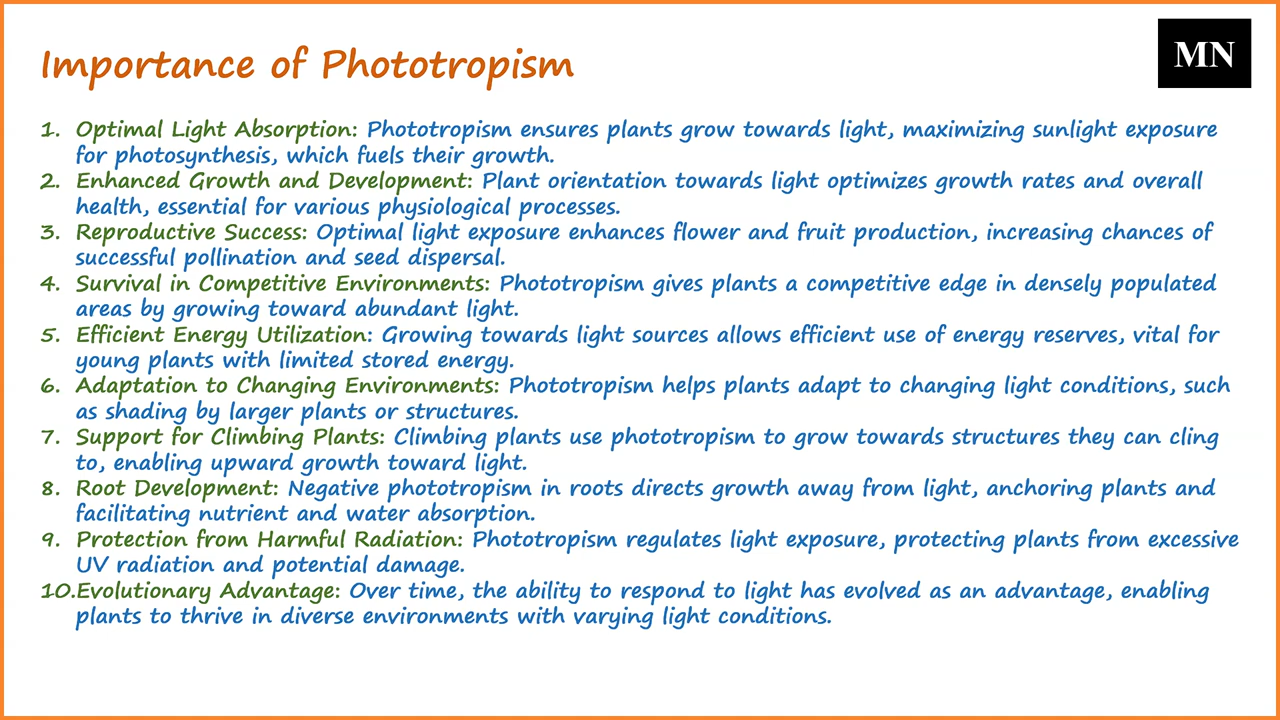 Importance of Phototropism
MN
1. Optimal Light Absorption: Phototropism ensures plants grow towards light, maximizing sunlight exposure
for photosynthesis, which fuels their growth.
2. Enhanced Growth and Development: Plant orientation towards light optimizes growth rates and overall
health, essential for various physiological processes.
3. Reproductive Success: Optimal light exposure enhances flower and fruit production, increasing chances of
successful pollination and seed dispersal.
4. Survival in Competitive Environments: Phototropism gives plants a competitive edge in densely populated
areas by growing toward abundant light.
5. Efficient Energy Utilization: Growing towards light sources allows efficient use of energy reserves, vital for
young plants with limited stored energy.
6. Adaptation to Changing Environments: Phototropism helps plants adapt to changing light conditions, such
as shading by larger plants or structures.
7. Support for Climbing Plants: Climbing plants use phototropism to grow towards structures they can cling
to, enabling upward growth toward light.
8. Root Development: Negative phototropism in roots directs growth away from light, anchoring plants and
facilitating nutrient and water absorption.
9. Protection from Harmful Radiation: Phototropism regulates light exposure, protecting plants from excessive
UV radiation and potential damage.
10.Evolutionary Advantage: Over time, the ability to respond to light has evolved as an advantage, enabling
plants to thrive in diverse environments with varying light conditions.